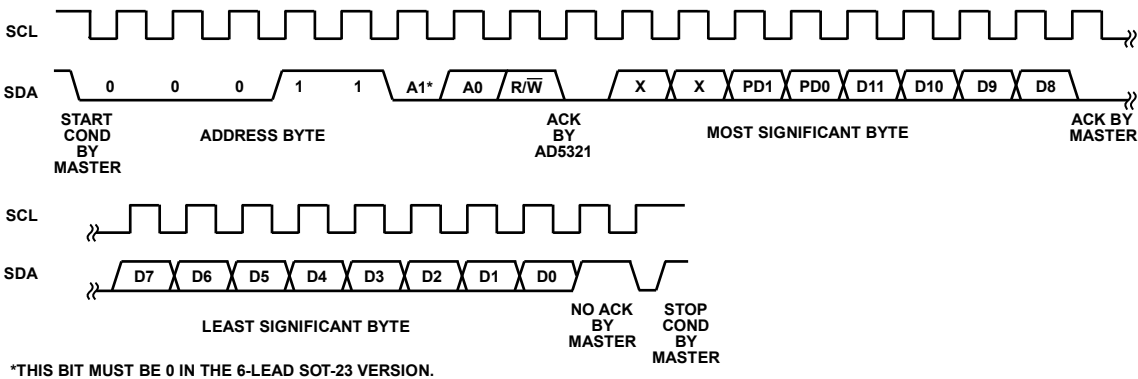 SCL
SDA 0 0 0 1 1 A1* A0 R/W̅ X X PD1 PD0 D11 D10 D9 D8
START COND BY MASTER
ADDRESS BYTE
ACK BY AD5321
MOST SIGNIFICANT BYTE
ACK BY MASTER
SCL
SDA D7 D6 D5 D4 D3 D2 D1 D0
LEAST SIGNIFICANT BYTE
NO ACK BY MASTER
STOP COND BY MASTER
*THIS BIT MUST BE 0 IN THE 6-LEAD SOT-23 VERSION.